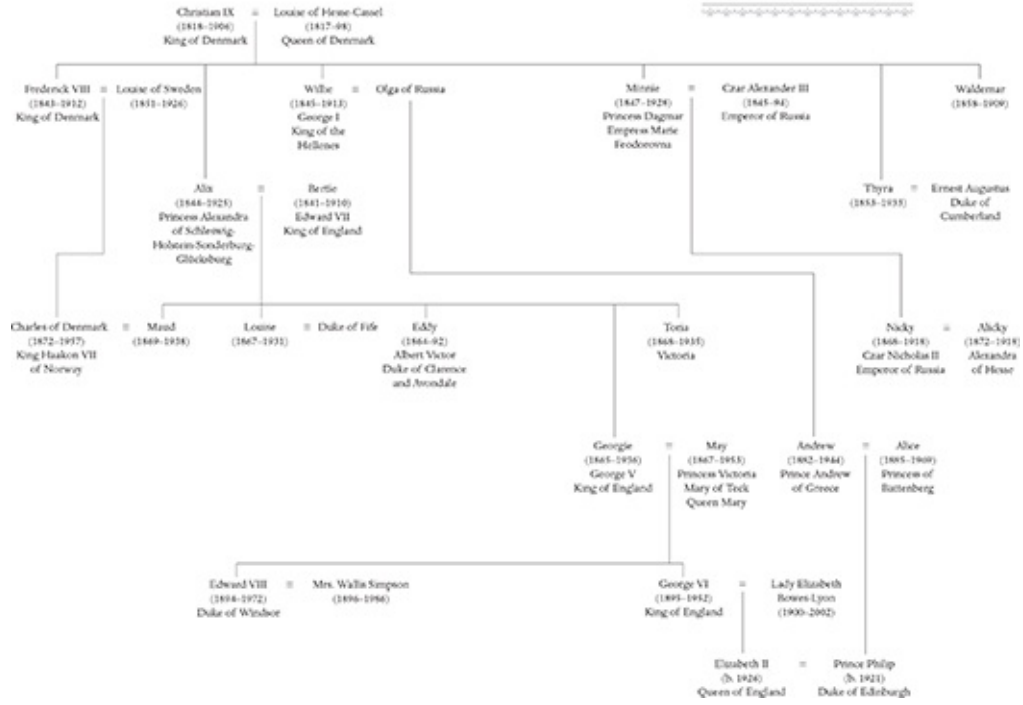 Christian IX = Louise of Hesse-Cassel
(1818–1906) (1817–98)
King of Denmark Queen of Denmark
Frederick VIII = Louise of Sweden
(1843–1912) (1851–1926)
King of Denmark
Willie = Olga of Russia
(1845–1913)
George I
King of the
Hellenes
Minnie = Czar Alexander III
(1847–1928) (1845–94)
Princess Dagmar Emperor of Russia
Empress Marie
Feodorovna
Waldemar
(1858–1909)
Alix = Bertie
(1844–1925) (1841–1910)
Princess Alexandra Edward VII
of Schleswig- King of England
Holstein-Sonderburg-
Glücksburg
Thyra = Ernest Augustus
(1853–1933) Duke of
Cumberland
Charles of Denmark = Maud
(1872–1957) (1869–1938)
King Haakon VII
of Norway
Louise = Duke of Fife
(1867–1931)
Eddy
(1864–92)
Albert Victor
Duke of Clarence
and Avondale
Toria
(1868–1935)
Victoria
Nicky = Alicky
(1868–1918) (1872–1918)
Czar Nicholas II Alexandra
Emperor of Russia of Hesse
Georgie = May
(1865–1936) (1867–1953)
George V Princess Victoria
King of England Mary of Teck
Queen Mary
Andrew = Alice
(1882–1944) (1885–1969)
Prince Andrew Princess of
of Greece Battenberg
Edward VIII = Mrs. Wallis Simpson
(1894–1972) (1896–1986)
Duke of Windsor
George VI = Lady Elizabeth
(1895–1952) Bowes-Lyon
King of England (1900–2002)
Elizabeth II = Prince Philip
(b. 1926) (b. 1921)
Queen of England Duke of Edinburgh